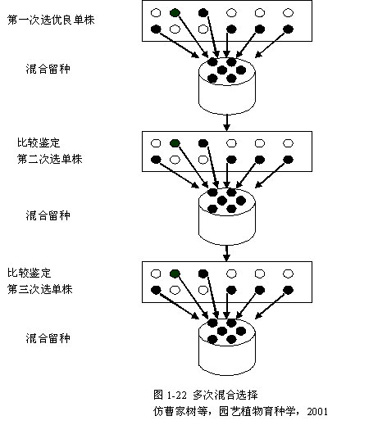 第一次选优良单株
混合留种
比较鉴定
第二次选单株
混合留种
比较鉴定
第三次选单株
混合留种
图 1-22 多次混合选择
仿曹家树等，园艺植物育种学，2001